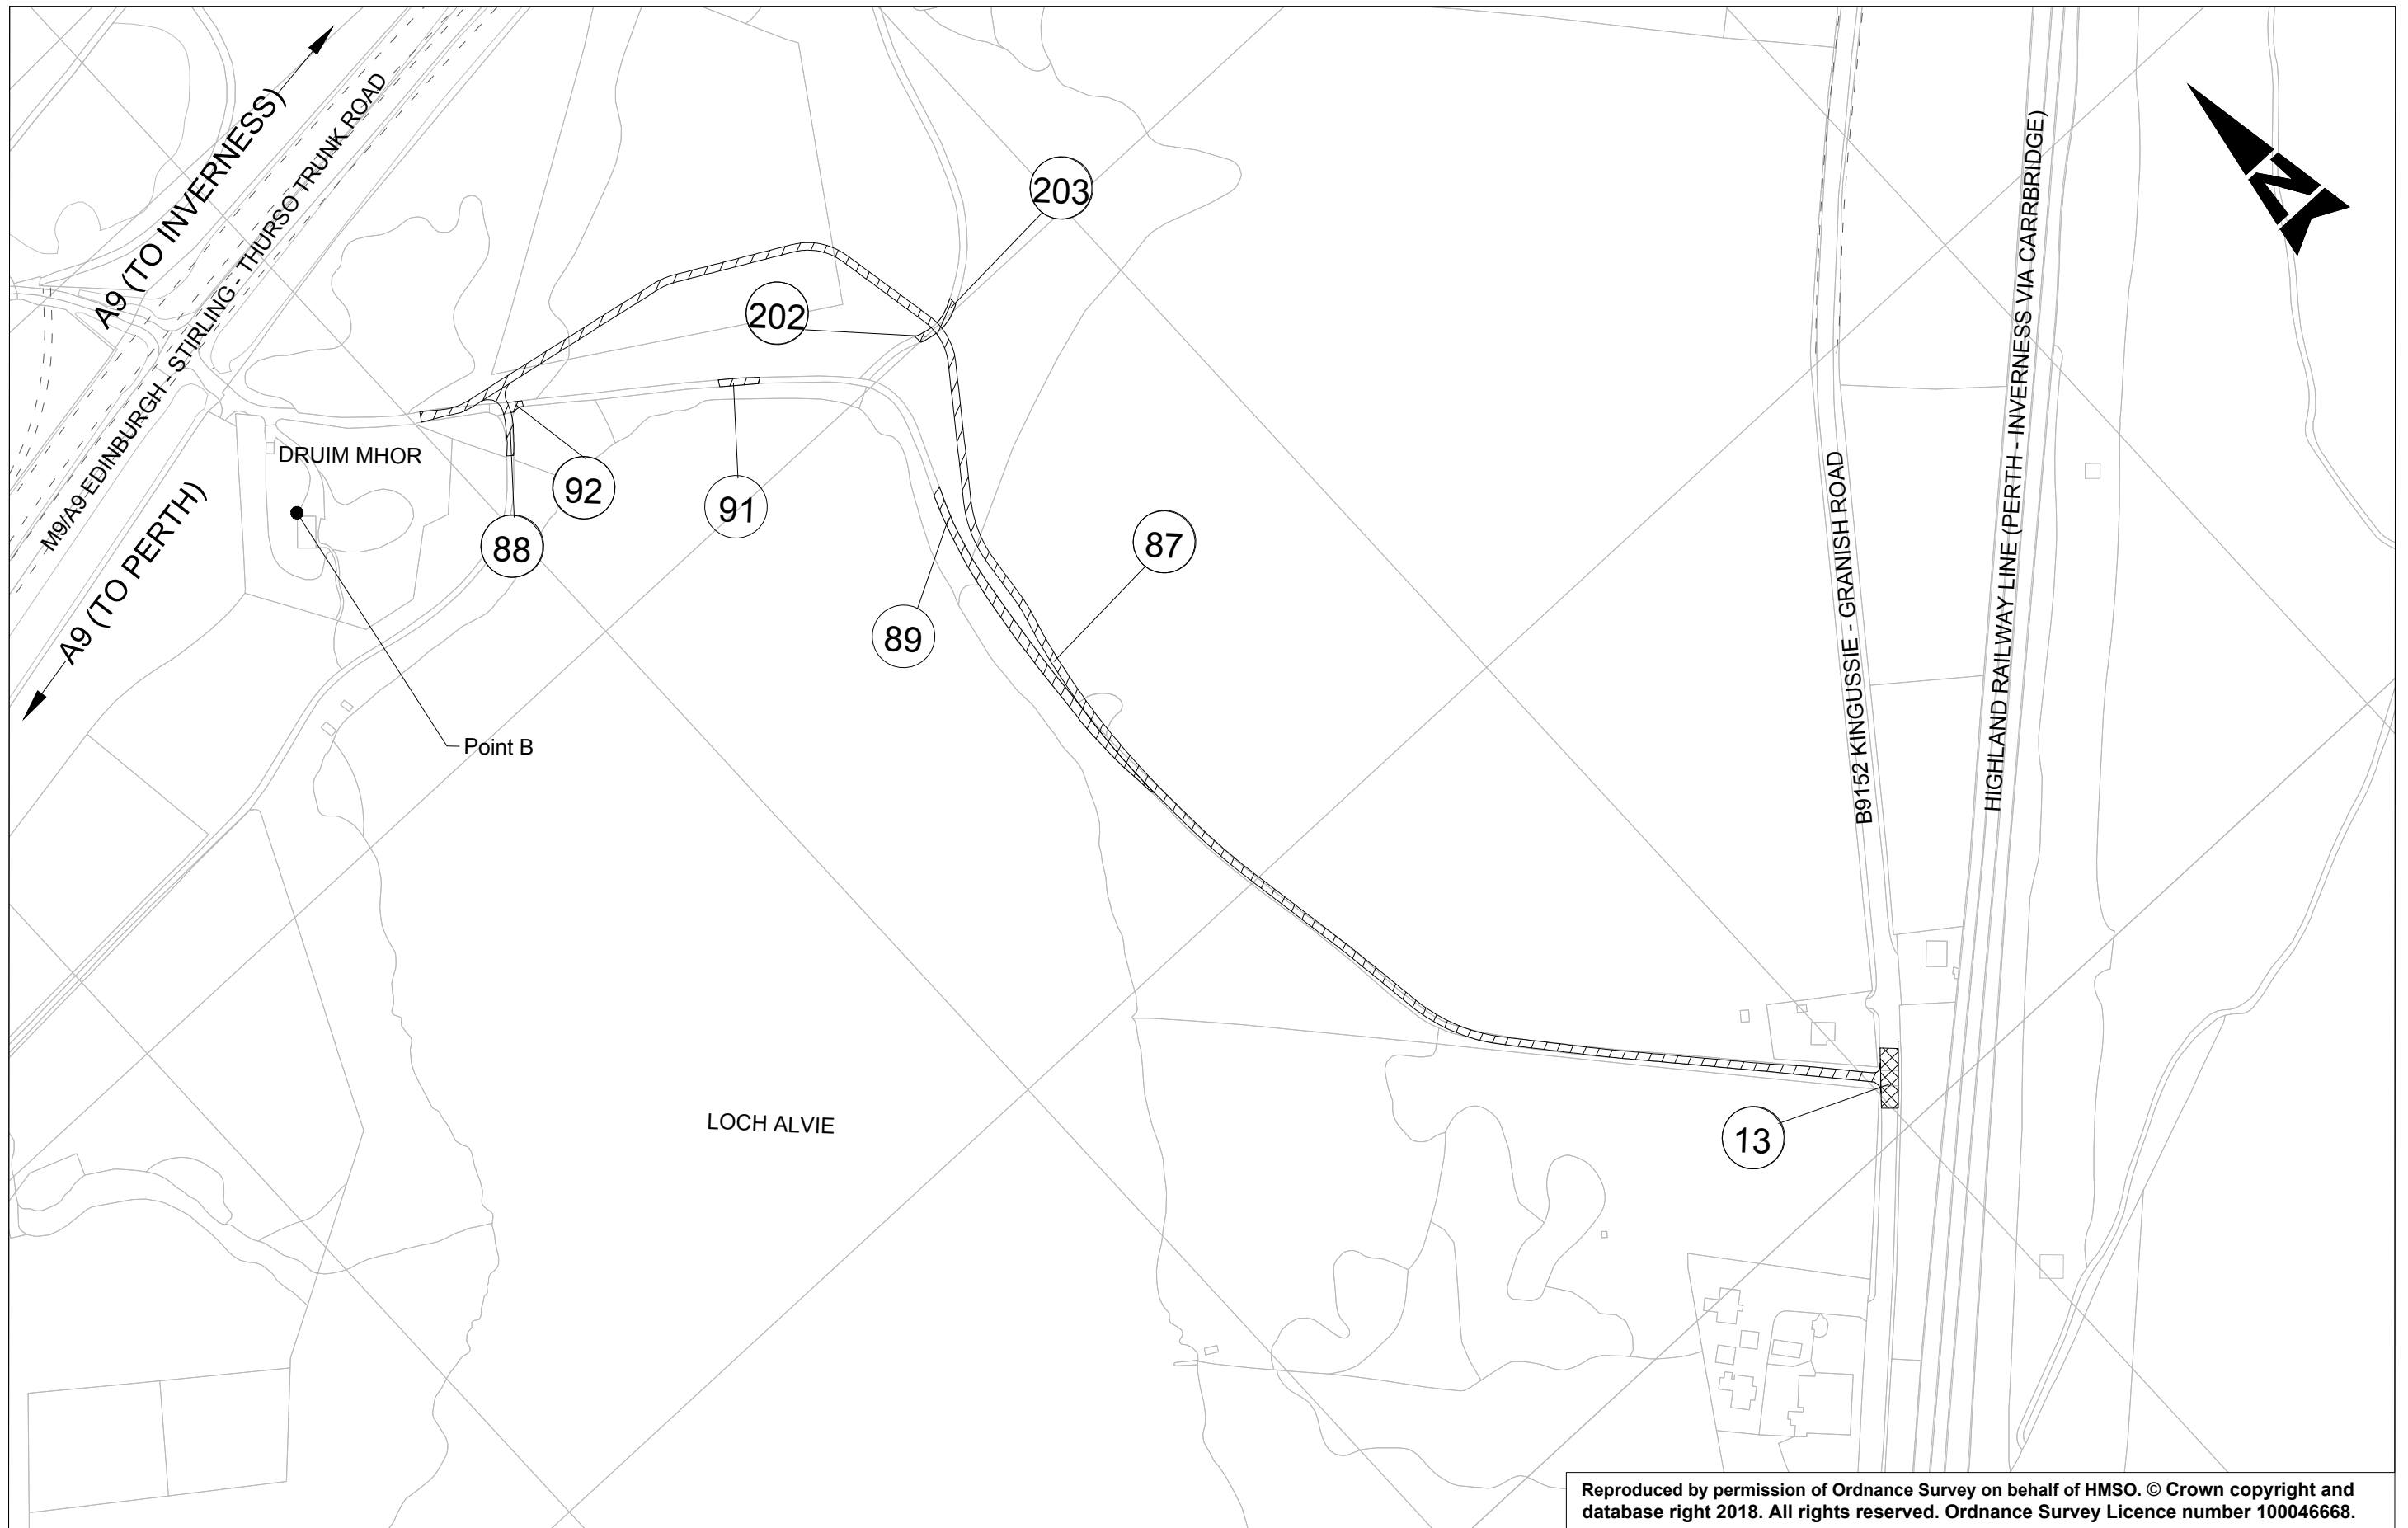 A9 (TO INVERNESS)
M9/A9 EDINBURGH - STIRLING - THURSO TRUNK ROAD
A9 (TO PERTH)
DRUIM MHOR
Point B
203
202
92
91
88
87
89
13
LOCH ALVIE
B9152 KINGUSSIE - GRANISH ROAD
HIGHLAND RAILWAY LINE (PERTH - INVERNESS VIA CARRBRIDGE)
N
Reproduced by permission of Ordnance Survey on behalf of HMSO. © Crown copyright and
database right 2018. All rights reserved. Ordnance Survey Licence number 100046668.